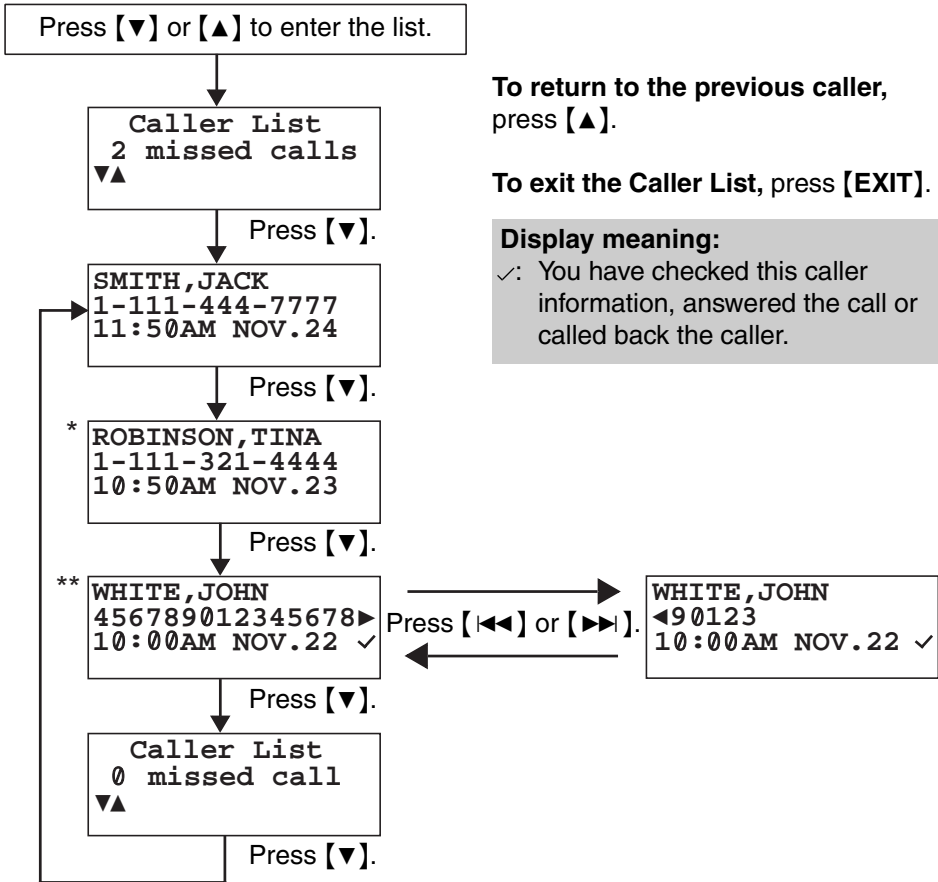 Press【▼】or【▲】to enter the list.
Caller List
2 missed calls
▼▲
Press【▼】.
SMITH,JACK
1-111-444-7777
11:50AM NOV.24
Press【▼】.
* ROBINSON,TINA
1-111-321-4444
10:50AM NOV.23
Press【▼】.
** WHITE,JOHN
456789012345678▶
10:00AM NOV.22 ✓
Press【⏮】or【⏭】.
WHITE,JOHN
◀90123
10:00AM NOV.22 ✓
Press【▼】.
Caller List
0 missed call
▼▲
Press【▼】.
To return to the previous caller,
press【▲】.
To exit the Caller List, press【EXIT】.
Display meaning:
✓: You have checked this caller
information, answered the call or
called back the caller.